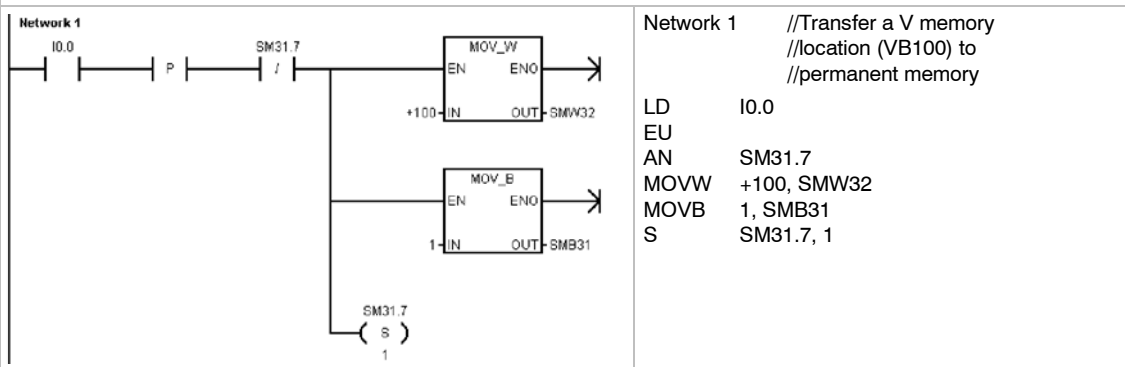 Network 1
I0.0
P
SM31.7
/
MOV_W
EN ENO
+100 IN OUT SMW32
MOV_B
EN ENO
1 IN OUT SMB31
SM31.7
S
1
Network 1 //Transfer a V memory
//location (VB100) to
//permanent memory
LD I0.0
EU
AN SM31.7
MOVW +100, SMW32
MOVB 1, SMB31
S SM31.7, 1